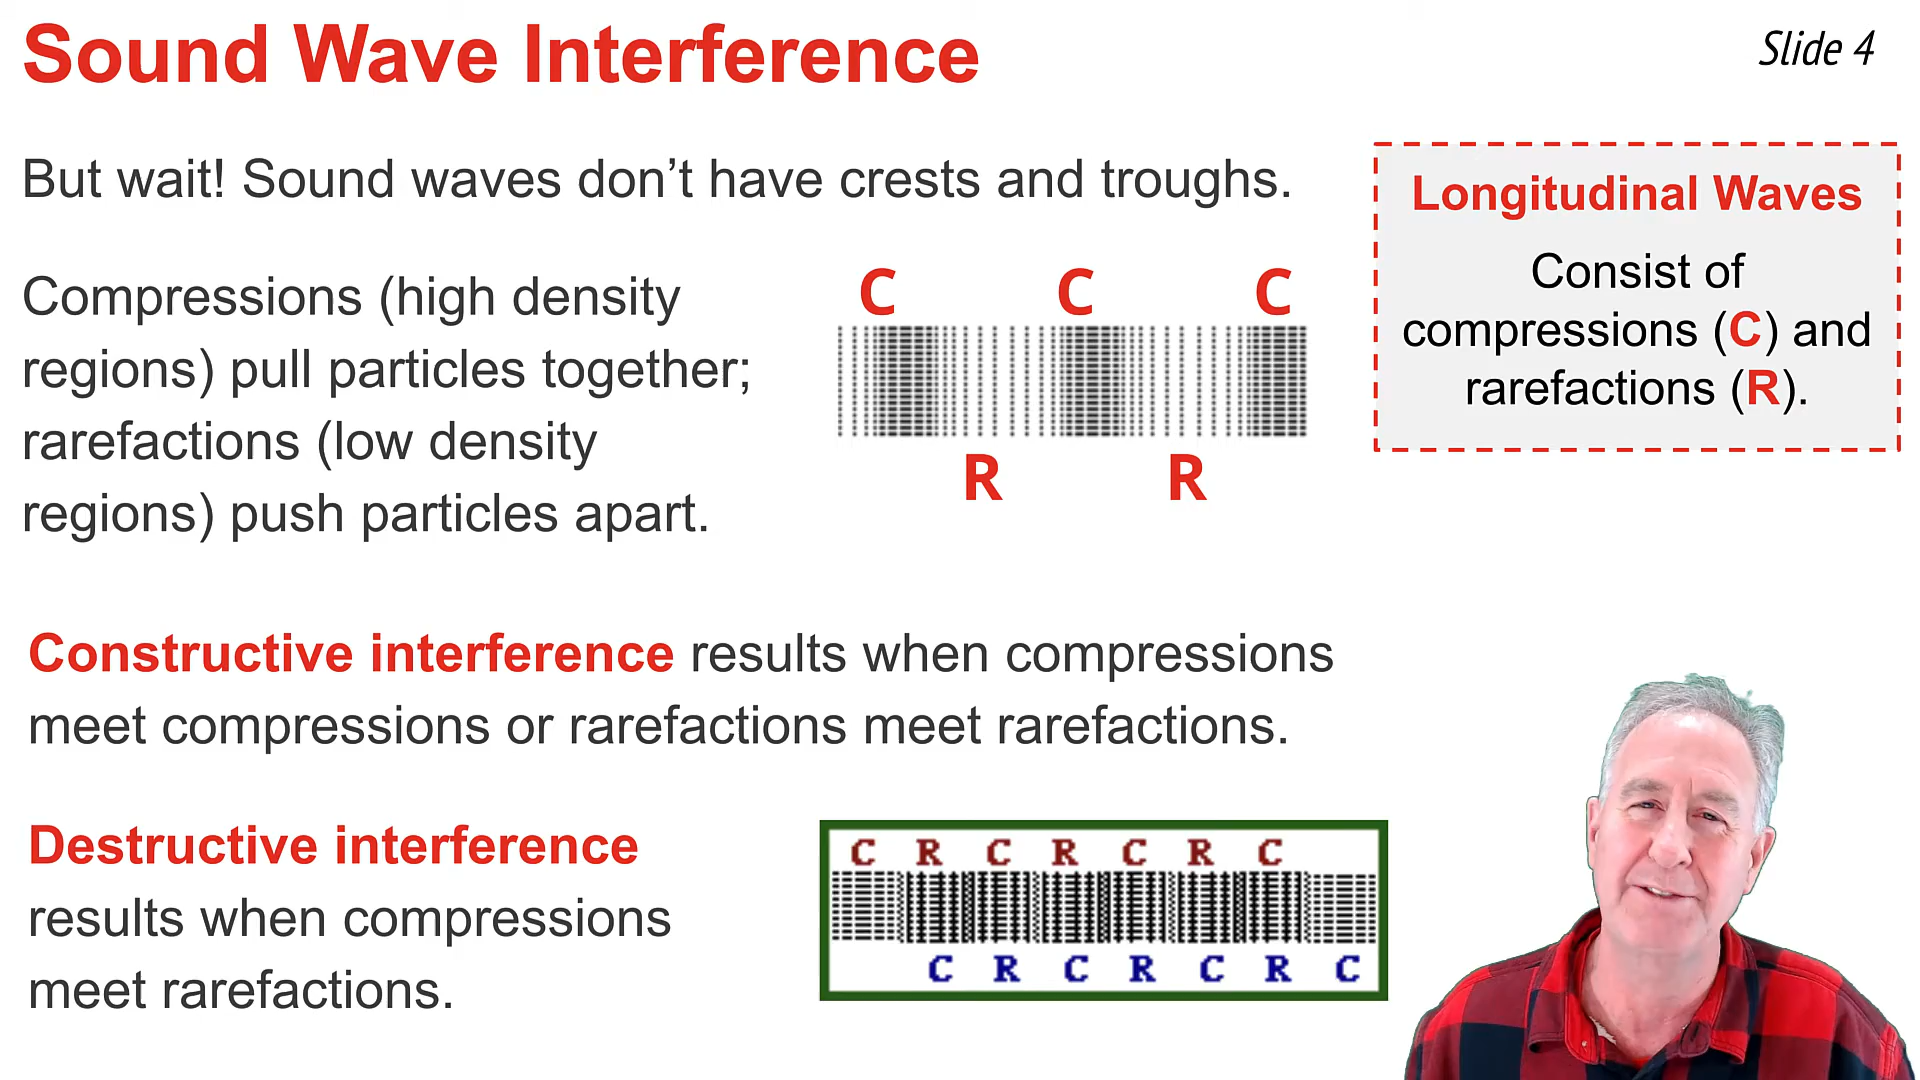 Sound Wave Interference
Slide 4
But wait! Sound waves don’t have crests and troughs.
Longitudinal Waves
Consist of
compressions (C) and
rarefactions (R).
Compressions (high density
regions) pull particles together;
rarefactions (low density
regions) push particles apart.
C C C
R R
Constructive interference results when compressions
meet compressions or rarefactions meet rarefactions.
Destructive interference
results when compressions
meet rarefactions.
C R C R C R C
C R C R C R C